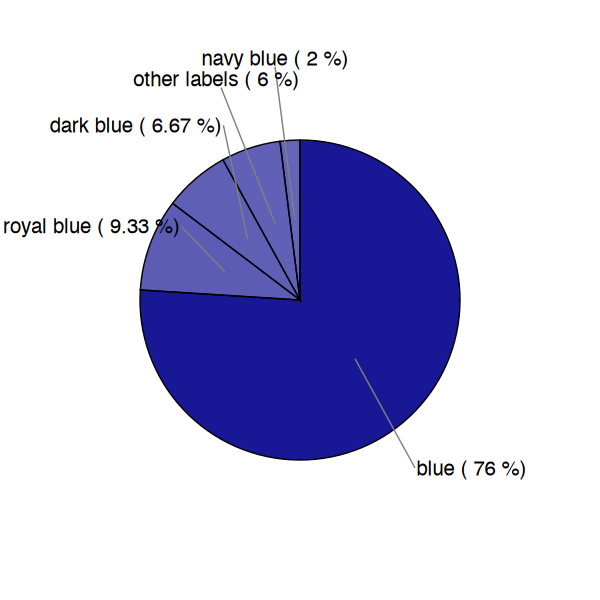 navy blue ( 2 %)
other labels ( 6 %)
dark blue ( 6.67 %)
royal blue ( 9.33 %)
blue ( 76 %)